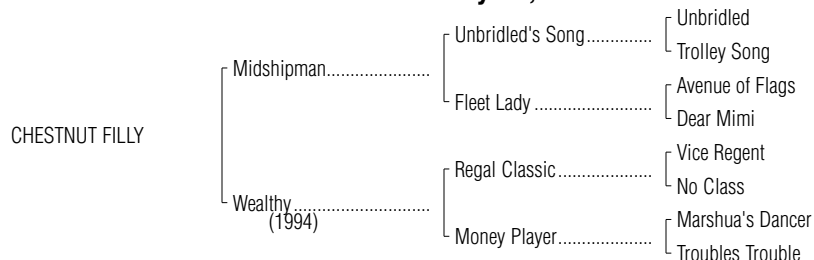 Unbridled
Unbridled's Song..............
Trolley Song
Midshipman......................
Avenue of Flags
Fleet Lady .........................
Dear Mimi
CHESTNUT FILLY
Vice Regent
Regal Classic....................
No Class
Wealthy.............................
(1994)
Marshua's Dancer
Money Player....................
Troubles Trouble